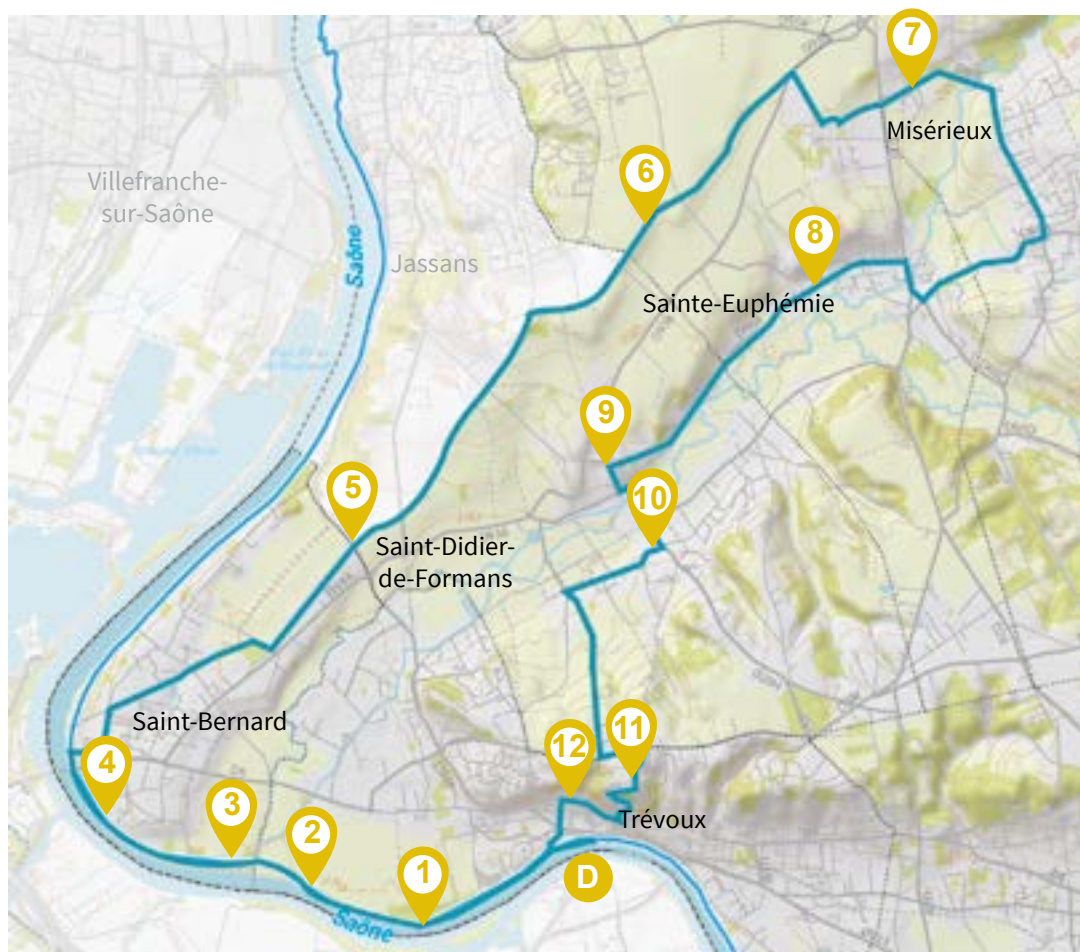 7
Misérieux
6
Villefranche-
sur-Saône
Saône
8
Jassans
Sainte-Euphémie
9
10
5
Saint-Didier-
de-Formans
Saint-Bernard
11
12
4
3
Trévoux
2
1
D
Saône